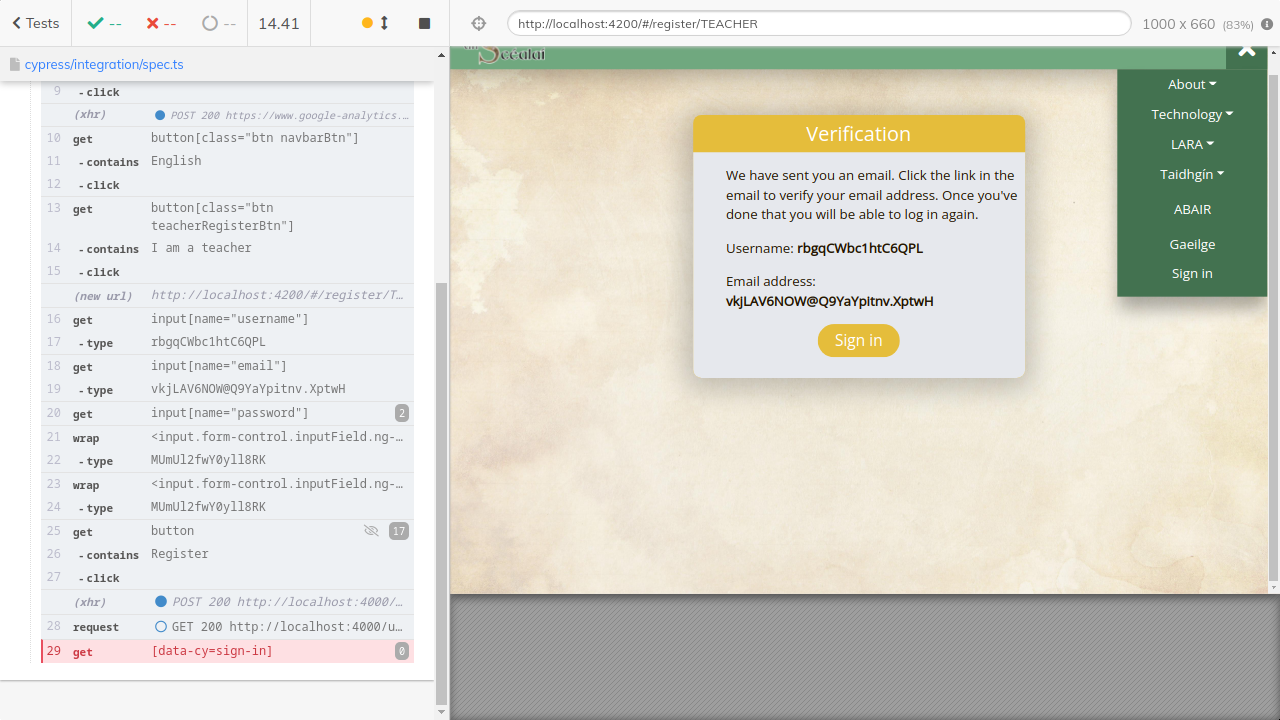 Tests
--
--
--
14.41
http://localhost:4200/#/register/TEACHER
1000 x 660 (83%)
cypress/integration/spec.ts
9 - click
(xhr) POST 200 https://www.google-analytics.…
10 get button[class="btn navbarBtn"]
11 - contains English
12 - click
13 get button[class="btn
teacherRegisterBtn"]
14 - contains I am a teacher
15 - click
(new url) http://localhost:4200/#/register/T…
16 get input[name="username"]
17 - type rbgqCWbc1htC6QPL
18 get input[name="email"]
19 - type vkjLAV6NOW@Q9YaYpitnv.XptwH
20 get input[name="password"] 2
21 wrap <input.form-control.inputField.ng-…
22 - type MUmUl2fwY0yll8RK
23 wrap <input.form-control.inputField.ng-…
24 - type MUmUl2fwY0yll8RK
25 get button 17
26 - contains Register
27 - click
(xhr) POST 200 http://localhost:4000/…
28 request GET 200 http://localhost:4000/u…
29 get [data-cy=sign-in] 0
Scéalaí
Verification
We have sent you an email. Click the link in the
email to verify your email address. Once you've
done that you will be able to log in again.
Username: rbgqCWbc1htC6QPL
Email address:
vkjLAV6NOW@Q9YaYpitnv.XptwH
Sign in
About
Technology
LARA
Taidhgín
ABAIR
Gaeilge
Sign in